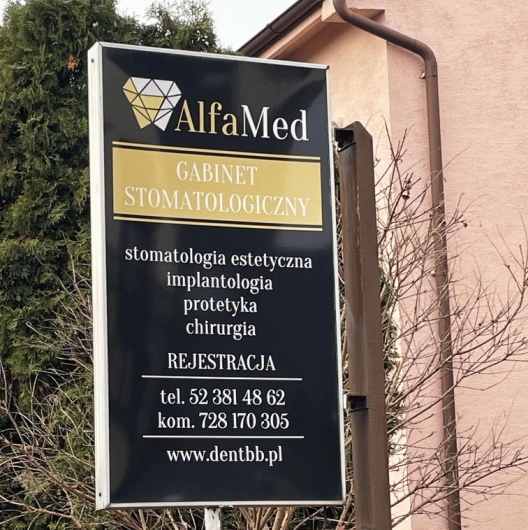 AlfaMed
GABINET
STOMATOLOGICZNY
stomatologia estetyczna
implantologia
protetyka
chirurgia
REJESTRACJA
tel. 52 381 48 62
kom. 728 170 305
www.dentbb.pl